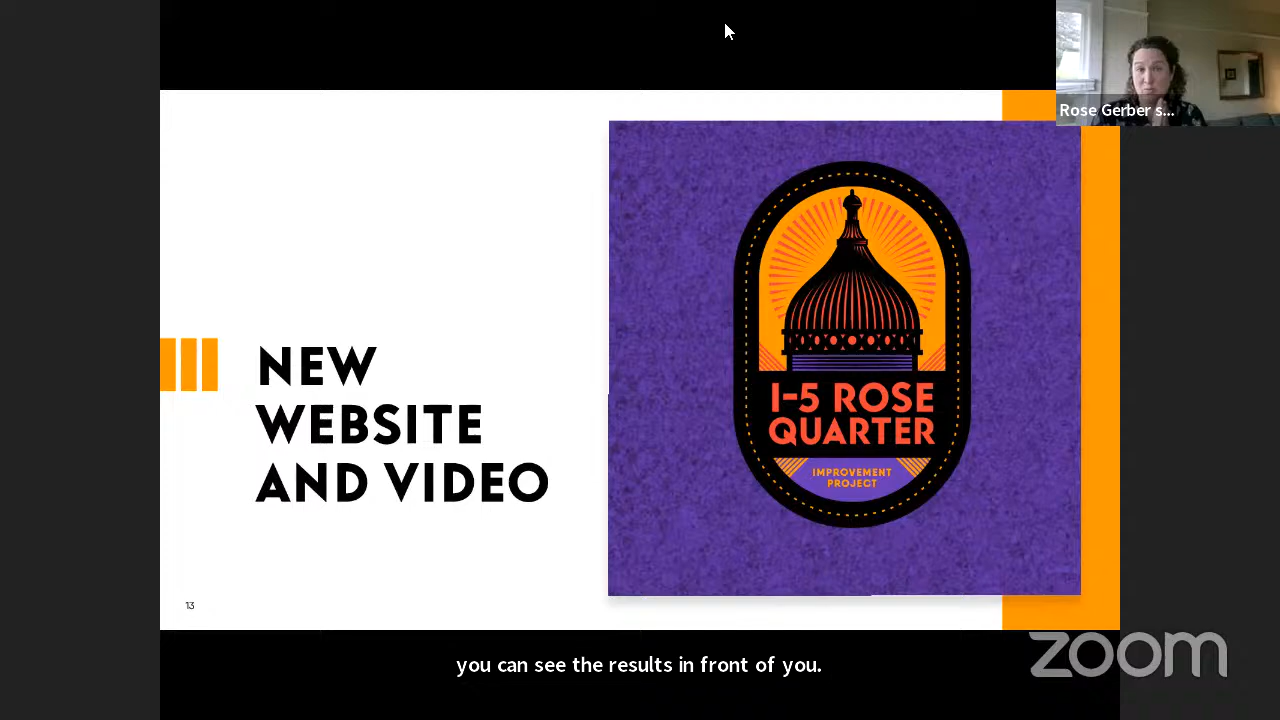 Rose Gerber s...
NEW
WEBSITE
AND VIDEO
I-5 ROSE
QUARTER
IMPROVEMENT
PROJECT
13
you can see the results in front of you.
zoom